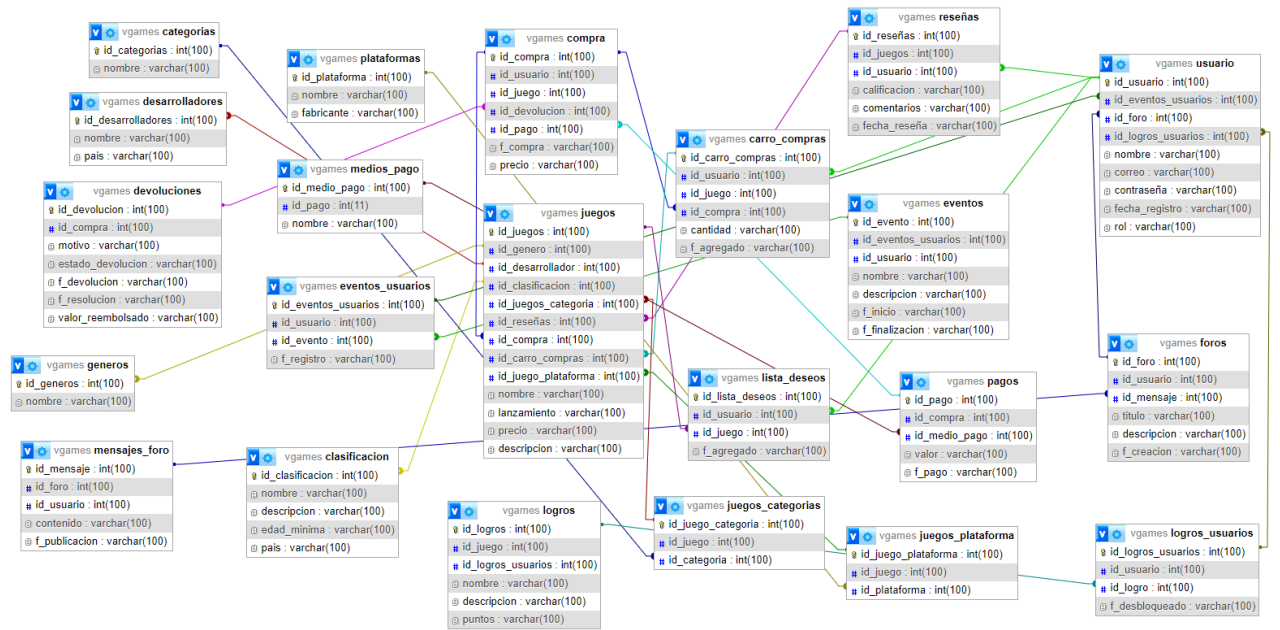 vgames categorias
id_categorias : int(100)
nombre : varchar(100)
vgames plataformas
id_plataforma : int(100)
nombre : varchar(100)
fabricante : varchar(100)
vgames compra
id_compra : int(100)
id_usuario : int(100)
id_juego : int(100)
id_devolucion : int(100)
id_pago : int(100)
f_compra : varchar(100)
precio : varchar(100)
vgames reseñas
id_reseñas : int(100)
id_juegos : int(100)
id_usuario : int(100)
calificacion : varchar(100)
comentarios : varchar(100)
fecha_reseña : varchar(100)
vgames usuario
id_usuario : int(100)
id_eventos_usuarios : int(100)
id_foro : int(100)
id_logros_usuarios : int(100)
nombre : varchar(100)
correo : varchar(100)
contraseña : varchar(100)
fecha_registro : varchar(100)
rol : varchar(100)
vgames desarrolladores
id_desarrolladores : int(100)
nombre : varchar(100)
pais : varchar(100)
vgames medios_pago
id_medio_pago : int(100)
id_pago : int(11)
nombre : varchar(100)
vgames carro_compras
id_carro_compras : int(100)
id_usuario : int(100)
id_juego : int(100)
id_compra : int(100)
cantidad : varchar(100)
f_agregado : varchar(100)
vgames devoluciones
id_devolucion : int(100)
id_compra : int(100)
motivo : varchar(100)
estado_devolucion : varchar(100)
f_devolucion : varchar(100)
f_resolucion : varchar(100)
valor_reembolsado : varchar(100)
vgames juegos
id_juegos : int(100)
id_genero : int(100)
id_desarrollador : int(100)
id_clasificacion : int(100)
id_juegos_categoria : int(100)
id_reseñas : int(100)
id_compra : int(100)
id_carro_compras : int(100)
id_juego_plataforma : int(100)
nombre : varchar(100)
lanzamiento : varchar(100)
precio : varchar(100)
descripcion : varchar(100)
vgames eventos
id_evento : int(100)
id_eventos_usuarios : int(100)
id_usuario : int(100)
nombre : varchar(100)
descripcion : varchar(100)
f_inicio : varchar(100)
f_finalizacion : varchar(100)
vgames eventos_usuarios
id_eventos_usuarios : int(100)
id_usuario : int(100)
id_evento : int(100)
f_registro : varchar(100)
vgames generos
id_generos : int(100)
nombre : varchar(100)
vgames lista_deseos
id_lista_deseos : int(100)
id_usuario : int(100)
id_juego : int(100)
f_agregado : varchar(100)
vgames pagos
id_pago : int(100)
id_compra : int(100)
id_medio_pago : int(100)
valor : varchar(100)
f_pago : varchar(100)
vgames foros
id_foro : int(100)
id_usuario : int(100)
id_mensaje : int(100)
titulo : varchar(100)
descripcion : varchar(100)
f_creacion : varchar(100)
vgames mensajes_foro
id_mensaje : int(100)
id_foro : int(100)
id_usuario : int(100)
contenido : varchar(100)
f_publicacion : varchar(100)
vgames clasificacion
id_clasificacion : int(100)
nombre : varchar(100)
descripcion : varchar(100)
edad_minima : varchar(100)
pais : varchar(100)
vgames logros
id_logros : int(100)
id_juego : int(100)
id_logros_usuarios : int(100)
nombre : varchar(100)
descripcion : varchar(100)
puntos : varchar(100)
vgames juegos_categorias
id_juego_categoria : int(100)
id_juego : int(100)
id_categoria : int(100)
vgames juegos_plataforma
id_juego_plataforma : int(100)
id_juego : int(100)
id_plataforma : int(100)
vgames logros_usuarios
id_logros_usuarios : int(100)
id_usuario : int(100)
id_logro : int(100)
f_desbloqueado : varchar(100)